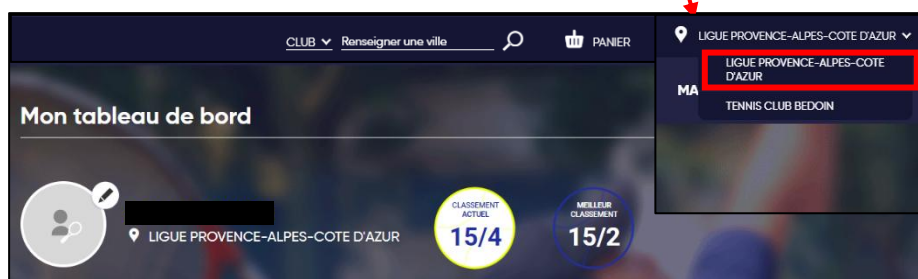 CLUB Renseigner une ville PANIER LIGUE PROVENCE-ALPES-COTE D'AZUR
LIGUE PROVENCE-ALPES-COTE
D'AZUR
MA
TENNIS CLUB BEDOIN
Mon tableau de bord
CLASSEMENT
ACTUEL
15/4
MEILLEUR
CLASSEMENT
15/2
LIGUE PROVENCE-ALPES-COTE D'AZUR